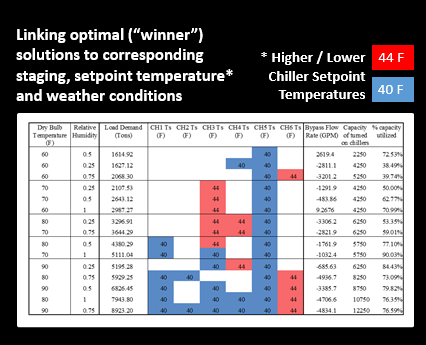 Linking optimal (“winner”)
solutions to corresponding
staging, setpoint temperature*
and weather conditions
* Higher / Lower
Chiller Setpoint
Temperatures
44 F
40 F
Dry Bulb Temperature (F) Relative Humidity Load Demand (Tons) CH1 Ts (F) CH2 Ts (F) CH3 Ts (F) CH4 Ts (F) CH5 Ts (F) CH6 Ts (F) Bypass Flow Rate (GPM) Capacity of turned on chillers % capacity utilized
60 0.5 1614.92 40 2619.4 2250 72.53%
60 0.25 1627.12 40 40 -2811.1 4250 38.49%
60 0.75 2068.30 40 44 -3201.2 5250 39.74%
70 0.25 2107.53 44 40 -1291.9 4250 50.00%
70 0.5 2643.12 44 40 -483.86 4250 62.77%
60 1 2987.27 44 40 9.2676 4250 70.99%
80 0.25 3296.91 44 44 40 -3306.2 6250 53.35%
70 0.75 3644.29 44 44 40 -2821.9 6250 59.01%
80 0.5 4380.29 40 44 40 -1761.9 5750 77.10%
70 1 5111.04 40 40 40 -1032.4 5750 90.03%
90 0.25 5195.28 40 44 40 -685.63 6250 84.43%
80 0.75 5929.25 40 40 40 44 -4936.7 8250 73.09%
90 0.5 6826.45 40 40 40 44 -3385.7 8750 79.82%
80 1 7943.80 40 40 40 40 44 -4706.6 10750 76.35%
90 0.75 8923.20 40 40 40 40 40 44 -4834.1 12250 76.59%